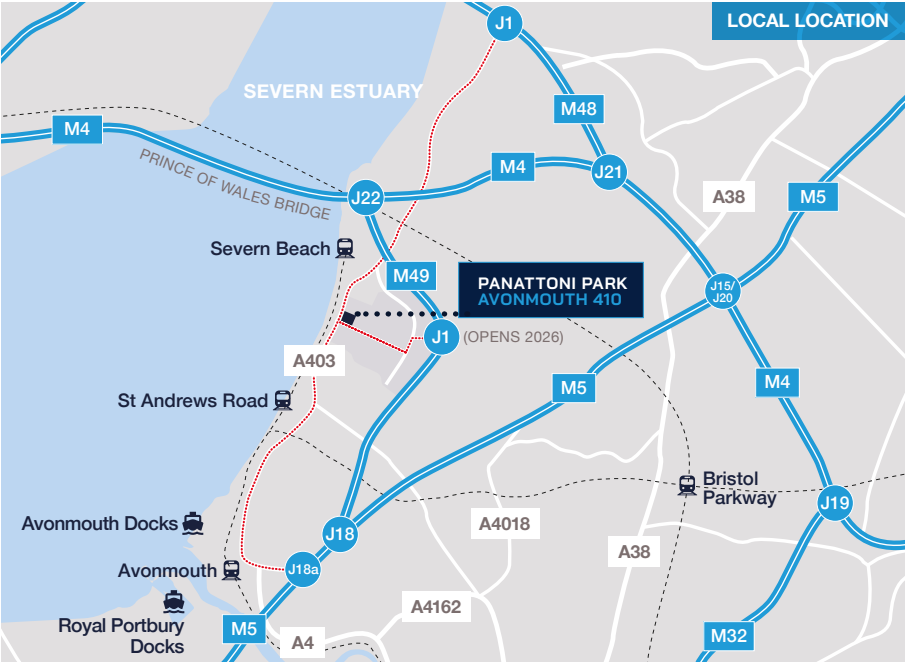 LOCAL LOCATION
J1
SEVERN ESTUARY
M48
M4
PRINCE OF WALES BRIDGE
M4
J21
J22
A38
M5
Severn Beach
M49
PANATTONI PARK
AVONMOUTH 410
J15/
J20
J1
(OPENS 2026)
A403
M5
M4
St Andrews Road
Bristol
Parkway
J19
Avonmouth Docks
A4018
J18
A38
Avonmouth
J18a
A4162
Royal Portbury
Docks
M5
A4
M32